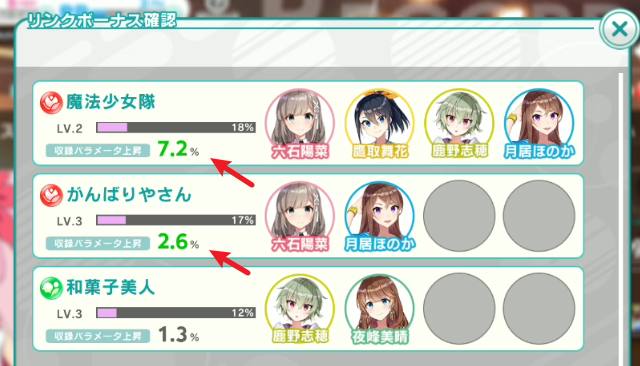 リンクボーナス確認
魔法少女隊
LV.2 18%
収録パラメータ上昇 7.2%
六石陽菜 鷹取舞花 鹿野志穂 月居ほのか
がんばりやさん
LV.3 17%
収録パラメータ上昇 2.6%
六石陽菜 月居ほのか
和菓子美人
LV.3 12%
収録パラメータ上昇 1.3%
鹿野志穂 夜峰美晴